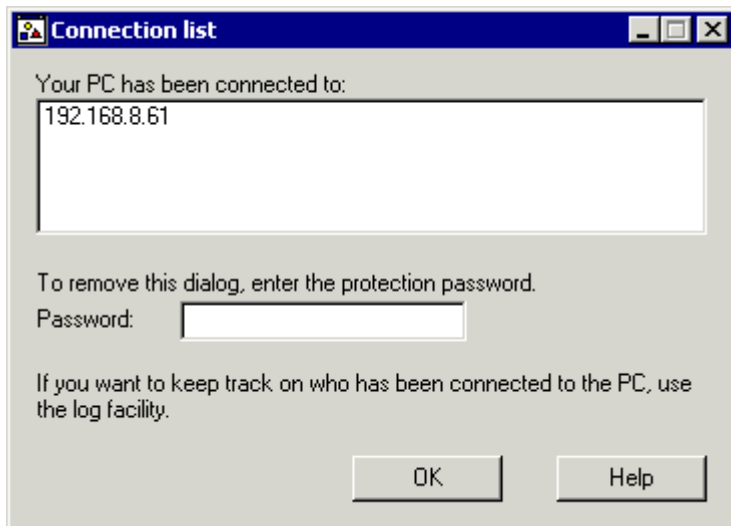 Connection list
Your PC has been connected to:
192.168.8.61
To remove this dialog, enter the protection password.
Password:
If you want to keep track on who has been connected to the PC, use
the log facility.
OK Help